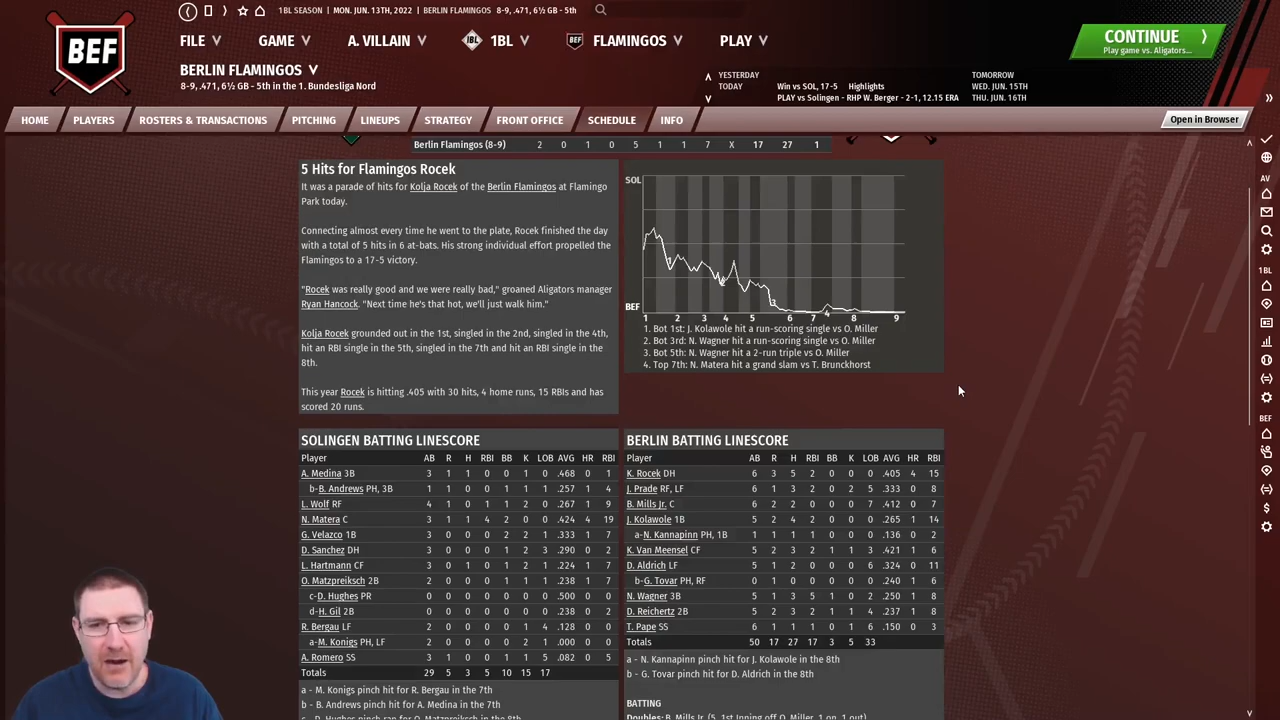 1BL SEASON | MON. JUN. 13TH, 2022 | BERLIN FLAMINGOS 8-9, .471, 6½ GB - 5th
BEF
FILE GAME A. VILLAIN 1BL FLAMINGOS PLAY
CONTINUE
Play game vs. Aligators...
BERLIN FLAMINGOS
8-9, .471, 6½ GB - 5th in the 1. Bundesliga Nord
YESTERDAY Win vs SOL, 17-5 Highlights
TODAY PLAY vs Solingen - RHP W. Berger - 2-1, 12.15 ERA
TOMORROW
WED. JUN. 15TH
THU. JUN. 16TH
HOME PLAYERS ROSTERS & TRANSACTIONS PITCHING LINEUPS STRATEGY FRONT OFFICE SCHEDULE INFO Open in Browser
Berlin Flamingos (8-9) 2 0 1 0 5 1 1 7 X 17 27 1
5 Hits for Flamingos Rocek
It was a parade of hits for Kolja Rocek of the Berlin Flamingos at Flamingo
Park today.
Connecting almost every time he went to the plate, Rocek finished the day
with a total of 5 hits in 6 at-bats. His strong individual effort propelled the
Flamingos to a 17-5 victory.
"Rocek was really good and we were really bad," groaned Aligators manager
Ryan Hancock. "Next time he's that hot, we'll just walk him."
Kolja Rocek grounded out in the 1st, singled in the 2nd, singled in the 4th,
hit an RBI single in the 5th, singled in the 7th and hit an RBI single in the
8th.
This year Rocek is hitting .405 with 30 hits, 4 home runs, 15 RBIs and has
scored 20 runs.
SOL
BEF
1 2 3 4 5 6 7 8 9
1. Bot 1st: J. Kolawole hit a run-scoring single vs O. Miller
2. Bot 3rd: N. Wagner hit a run-scoring single vs O. Miller
3. Bot 5th: N. Wagner hit a 2-run triple vs O. Miller
4. Top 7th: N. Matera hit a grand slam vs T. Brunckhorst
SOLINGEN BATTING LINESCORE
Player AB R H RBI BB K LOB AVG HR RBI
A. Medina 3B 3 1 1 0 0 1 0 .468 0 1
b-B. Andrews PH, 3B 1 1 0 0 1 1 1 .257 1 4
L. Wolf RF 4 1 0 1 1 2 0 .267 1 9
N. Matera C 3 1 1 4 2 0 0 .424 4 19
G. Velazco 1B 3 0 0 0 2 2 1 .333 1 7
D. Sanchez DH 3 0 0 0 1 2 3 .290 0 2
L. Hartmann CF 3 0 1 0 1 2 1 .224 1 7
O. Matzpreiksch 2B 2 0 0 0 1 1 1 .238 1 7
c-D. Hughes PR 0 0 0 0 0 0 0 .500 0 0
d-H. Gil 2B 0 0 0 0 0 0 0 .238 0 2
R. Bergau LF 2 0 0 0 0 1 4 .128 0 0
a-M. Konigs PH, LF 2 0 0 0 0 2 1 .000 0 0
A. Romero SS 3 1 0 0 1 1 5 .082 0 5
Totals 29 5 3 5 10 15 17
a - M. Konigs pinch hit for R. Bergau in the 7th
b - B. Andrews pinch hit for A. Medina in the 7th
BERLIN BATTING LINESCORE
Player AB R H RBI BB K LOB AVG HR RBI
K. Rocek DH 6 3 5 2 0 0 0 .405 4 15
J. Prade RF, LF 6 1 3 2 0 2 5 .333 0 8
B. Mills Jr. C 6 2 2 0 0 0 7 .412 0 7
J. Kolawole 1B 5 2 4 2 0 0 0 .265 1 14
a-N. Kannapinn PH, 1B 1 1 1 1 0 0 0 .136 0 2
K. Van Meensel CF 5 2 3 2 1 1 3 .421 1 6
D. Aldrich LF 5 1 2 0 0 0 6 .324 0 11
b-G. Tovar PH, RF 0 1 0 0 0 0 0 .240 1 6
N. Wagner 3B 5 1 3 5 1 0 2 .250 1 8
D. Reichertz 2B 5 2 3 2 1 1 4 .237 1 8
T. Pape SS 6 1 1 1 0 1 6 .150 0 3
Totals 50 17 27 17 3 5 33
a - N. Kannapinn pinch hit for J. Kolawole in the 8th
b - G. Tovar pinch hit for D. Aldrich in the 8th
BATTING
AV
1BL
BEF